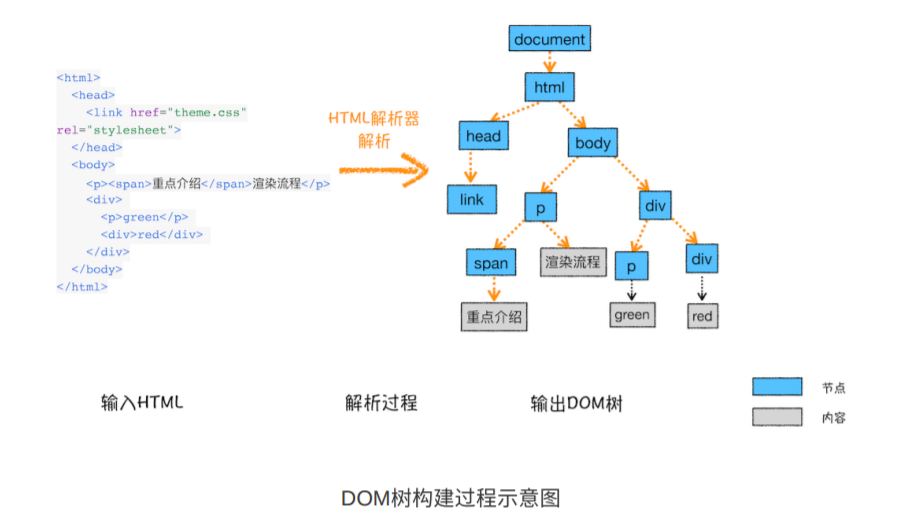 <html>
<head>
<link href="theme.css"
rel="stylesheet">
</head>
<body>
<p><span>重点介绍</span>渲染流程</p>
<div>
<p>green</p>
<div>red</div>
</div>
</body>
</html>
HTML解析器
解析
document
html
head
body
link
p
div
span
渲染流程
p
div
重点介绍
green
red
输入HTML
解析过程
输出DOM树
节点
内容
DOM树构建过程示意图